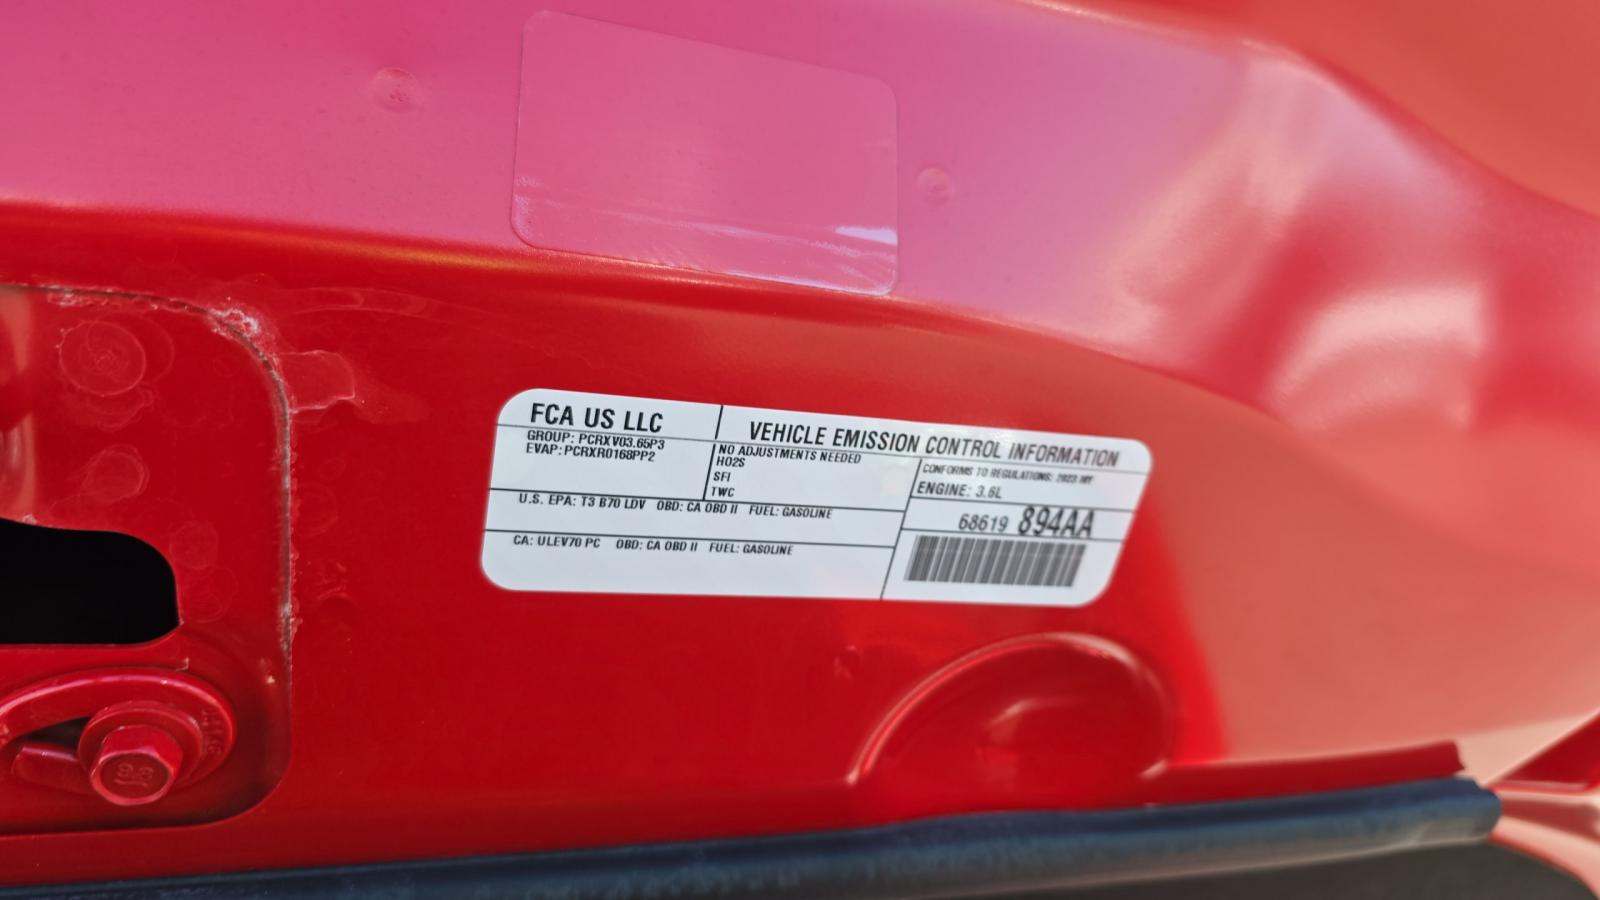 FCA US LLC
VEHICLE EMISSION CONTROL INFORMATION
GROUP: PCRXV03.65P3
EVAP: PCRXR0168PP2
NO ADJUSTMENTS NEEDED
HO2S
SFI
TWC
CONFORMS TO REGULATIONS: 2023 MY
ENGINE: 3.6L
U.S. EPA: T3 B70 LDV OBD: CA OBD II FUEL: GASOLINE
68619 894AA
CA: ULEV70 PC OBD: CA OBD II FUEL: GASOLINE